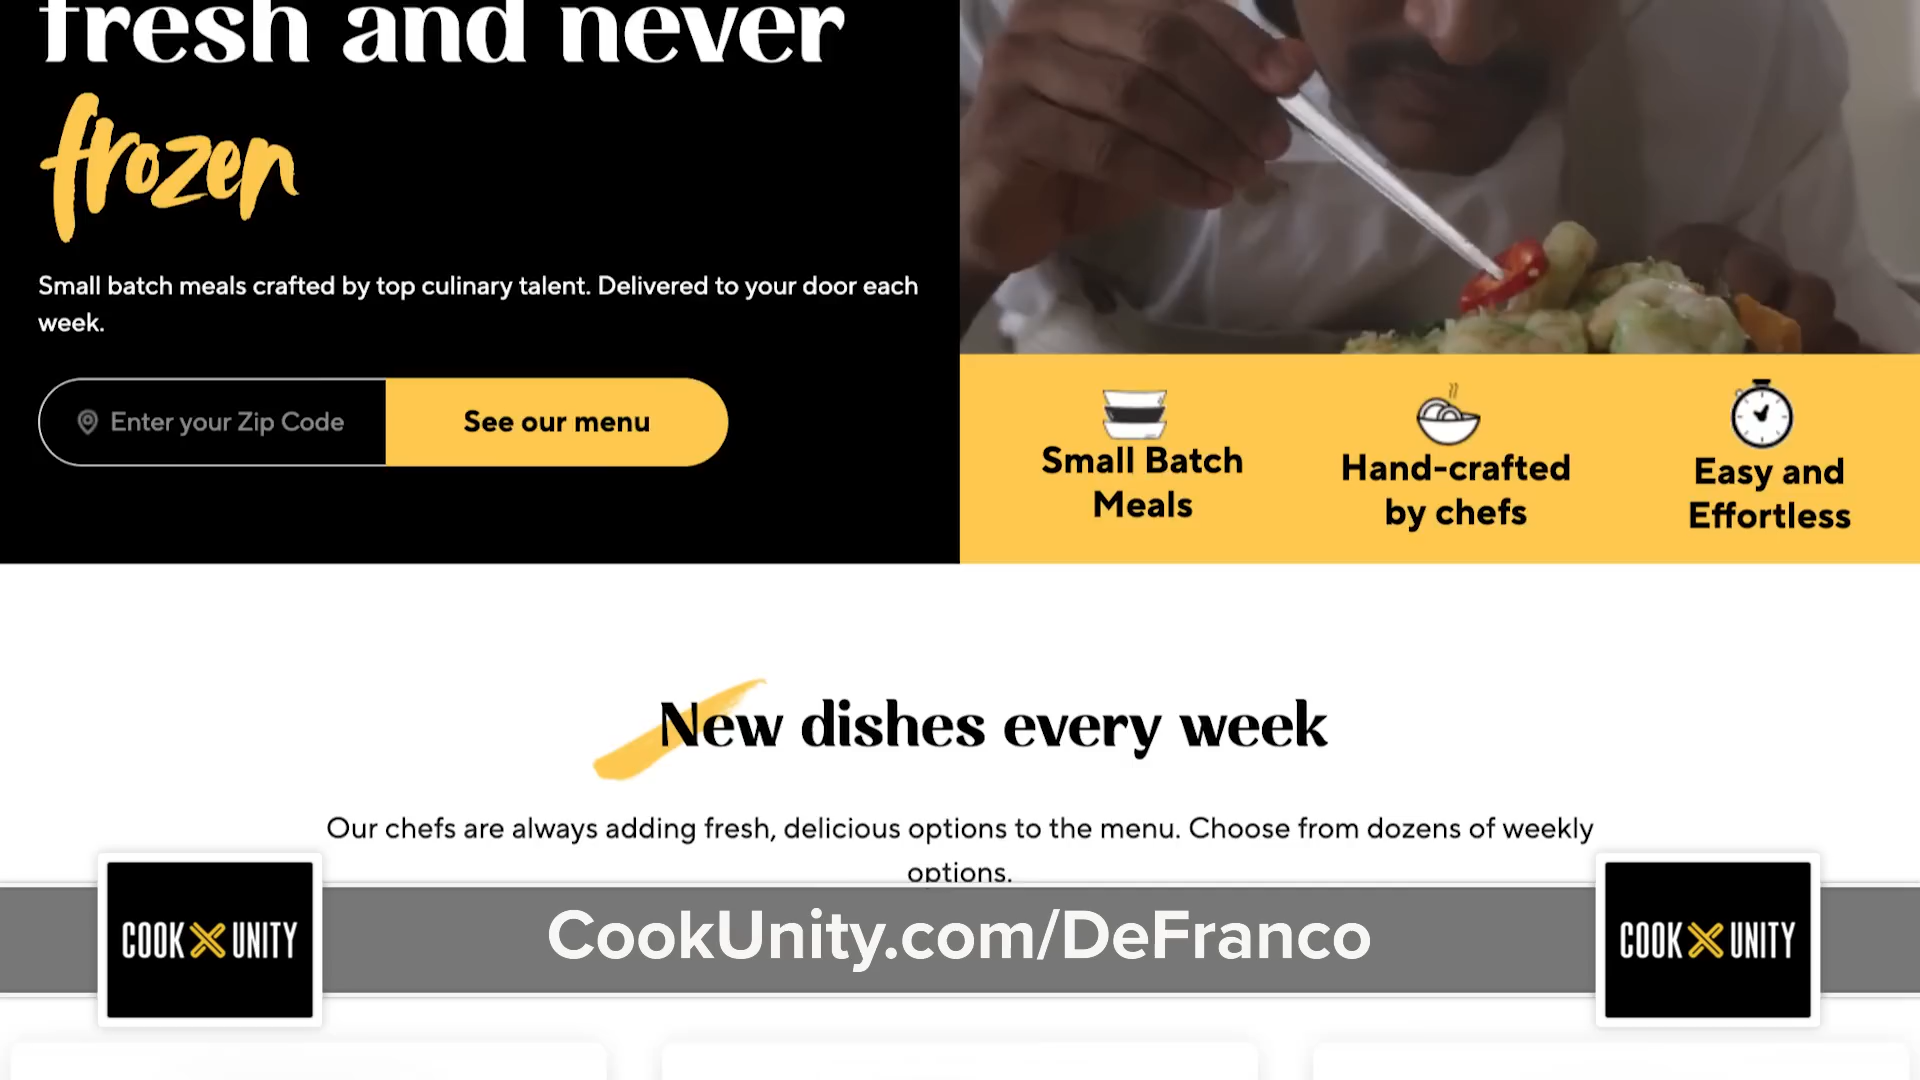 fresh and never
frozen
Small batch meals crafted by top culinary talent. Delivered to your door each
week.
Enter your Zip Code
See our menu
Small Batch
Meals
Hand-crafted
by chefs
Easy and
Effortless
New dishes every week
Our chefs are always adding fresh, delicious options to the menu. Choose from dozens of weekly
options.
COOK UNITY
CookUnity.com/DeFranco
COOK UNITY